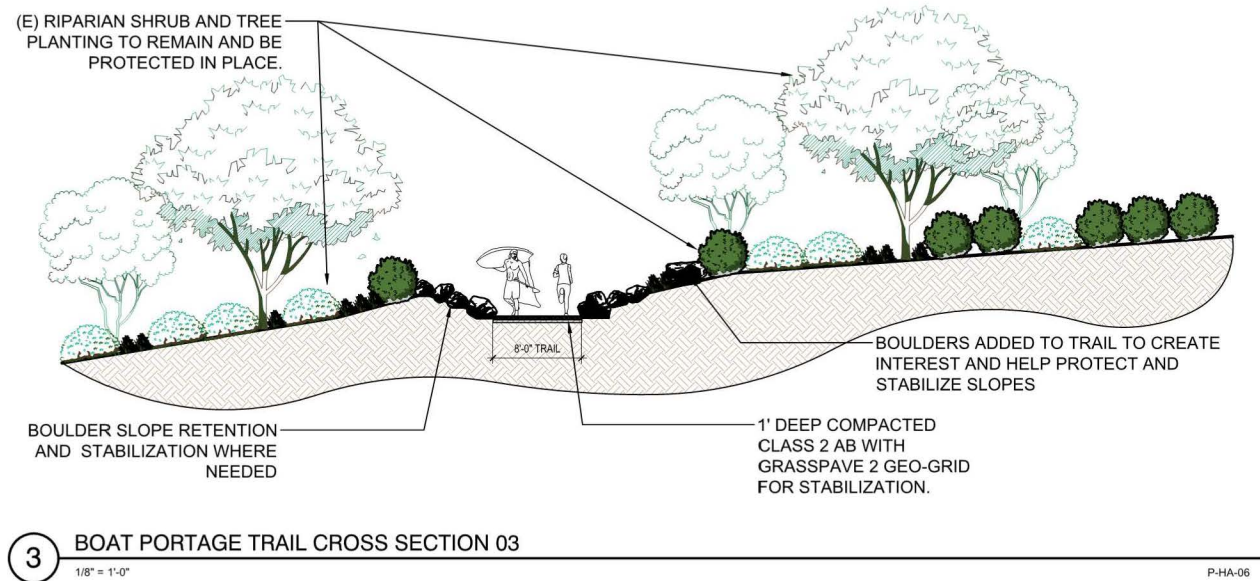 (E) RIPARIAN SHRUB AND TREE
PLANTING TO REMAIN AND BE
PROTECTED IN PLACE.
8'-0" TRAIL
BOULDERS ADDED TO TRAIL TO CREATE
INTEREST AND HELP PROTECT AND
STABILIZE SLOPES
BOULDER SLOPE RETENTION
AND STABILIZATION WHERE
NEEDED
1' DEEP COMPACTED
CLASS 2 AB WITH
GRASSPAVE 2 GEO-GRID
FOR STABILIZATION.
3
BOAT PORTAGE TRAIL CROSS SECTION 03
1/8" = 1'-0"
P-HA-06